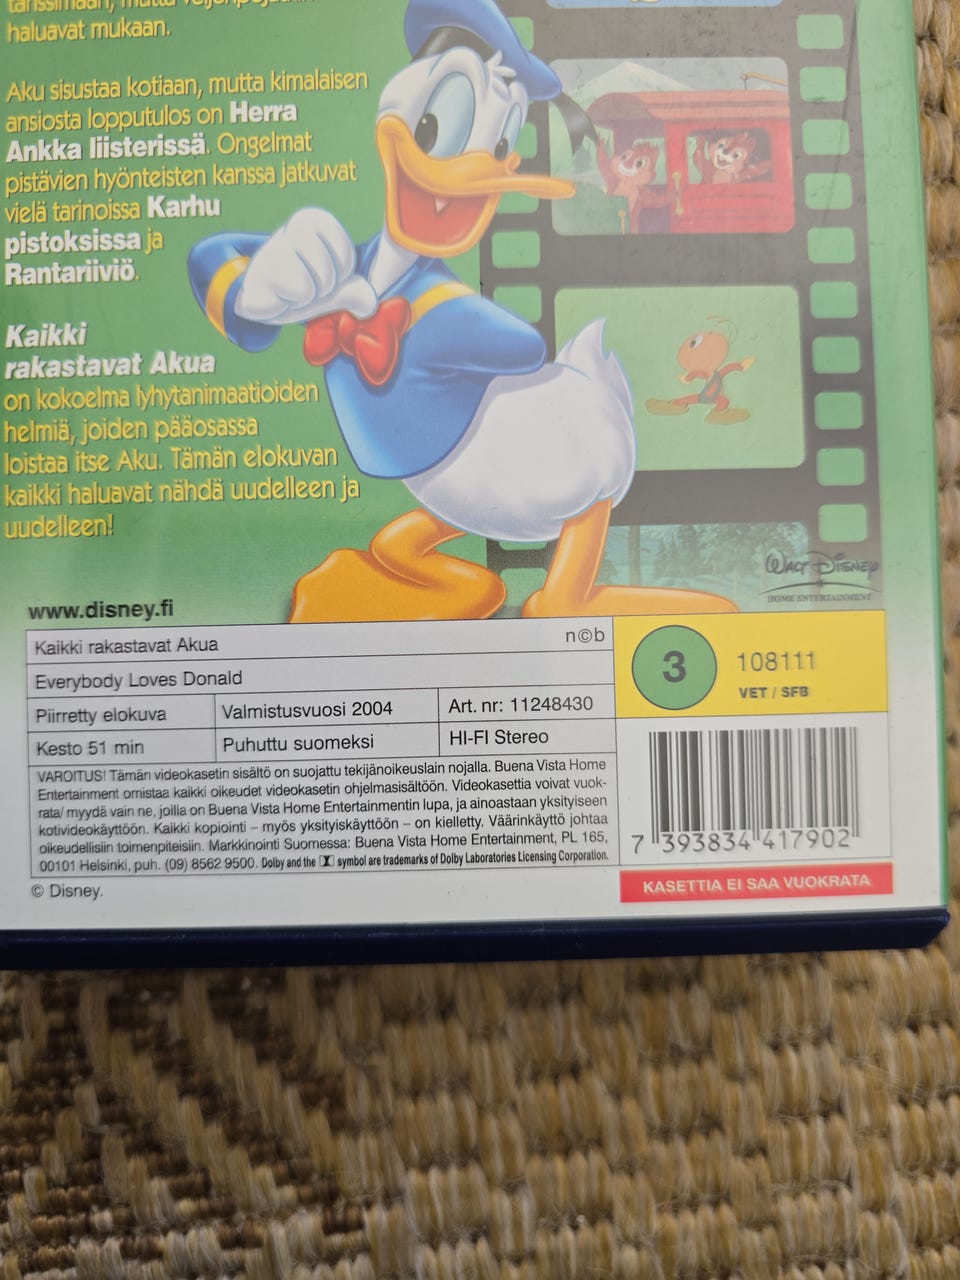 haluavat mukaan.
Aku sisustaa kotiaan, mutta kimalaisen
ansiosta lopputulos on Herra
Ankka liisterissä. Ongelmat
pistävien hyönteisten kanssa jatkuvat
vielä tarinoissa Karhu
pistoksissa ja
Rantariiviö.
Kaikki
rakastavat Akua
on kokoelma lyhytanimaatioiden
helmiä, joiden pääosassa
loistaa itse Aku. Tämän elokuvan
kaikki haluavat nähdä uudelleen ja
uudelleen!
WALT DISNEY
HOME ENTERTAINMENT
www.disney.fi
Kaikki rakastavat Akua n©b
Everybody Loves Donald
Piirretty elokuva Valmistusvuosi 2004 Art. nr: 11248430
Kesto 51 min Puhuttu suomeksi HI-FI Stereo
3 108111
VET / SFB
VAROITUS! Tämän videokasetin sisältö on suojattu tekijänoikeuslain nojalla. Buena Vista Home
Entertainment omistaa kaikki oikeudet videokasetin ohjelmasisältöön. Videokasettia voivat vuok-
rata/ myydä vain ne, joilla on Buena Vista Home Entertainmentin lupa, ja ainoastaan yksityiseen
kotivideokäyttöön. Kaikki kopiointi – myös yksityiskäyttöön – on kielletty. Väärinkäyttö johtaa
oikeudellisiin toimenpiteisiin. Markkinointi Suomessa: Buena Vista Home Entertainment, PL 165,
00101 Helsinki, puh. (09) 8562 9500. Dolby and the symbol are trademarks of Dolby Laboratories Licensing Corporation.
© Disney.
7 393834 417902
KASETTIA EI SAA VUOKRATA